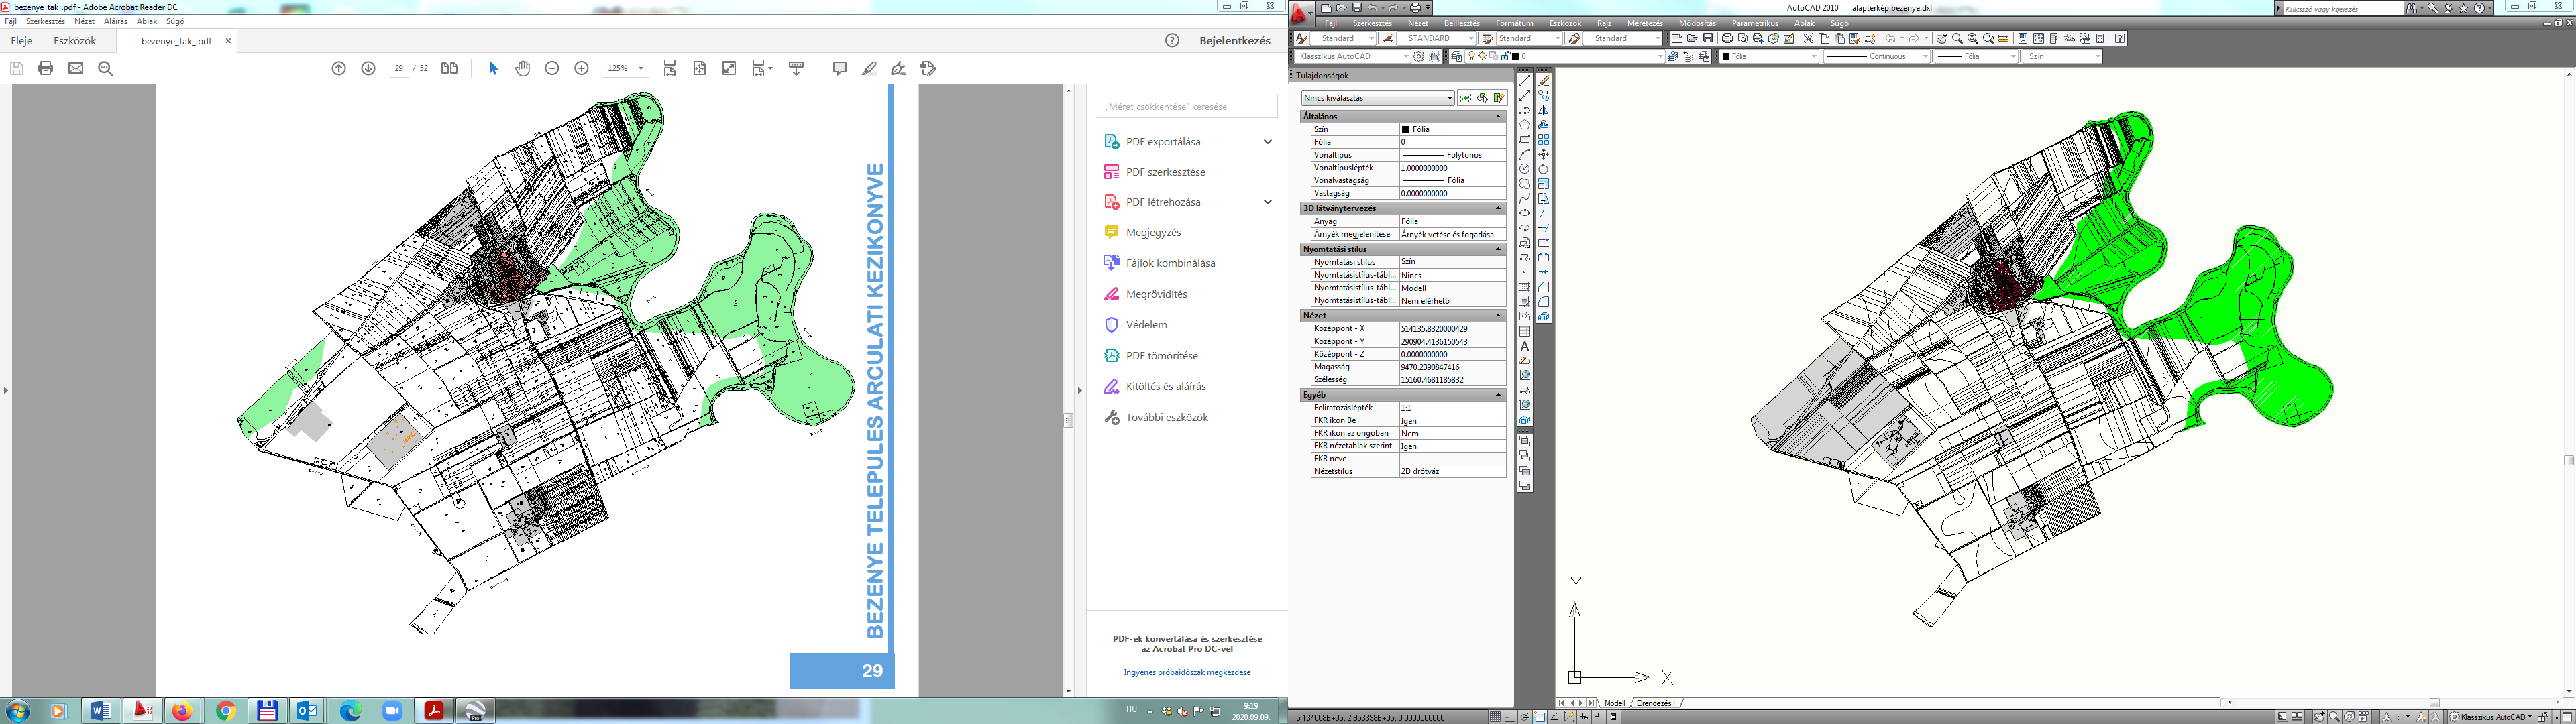 bezenye_tak_.pdf - Adobe Acrobat Reader DC
Fájl Szerkesztés Nézet Aláírás Ablak Súgó
Eleje Eszközök bezenye_tak_.pdf × Bejelentkezés
29 / 52 125%
BEZENYE TELEPÜLÉS ARCULATI KÉZIKÖNYVE
29
„Méret csökkentése" keresése
PDF exportálása
PDF szerkesztése
PDF létrehozása
Megjegyzés
Fájlok kombinálása
Megrövidítés
Védelem
PDF tömörítése
Kitöltés és aláírás
További eszközök
PDF-ek konvertálása és szerkesztése
az Acrobat Pro DC-vel
Ingyenes próbaidőszak megkezdése
HU
9:19
2020.09.09.
AutoCAD 2010 alaptérkép bezenye.dxf
Kulcsszó vagy kifejezés
Fájl Szerkesztés Nézet Beillesztés Formátum Eszközök Rajz Méretezés Módosítás Parametrikus Ablak Súgó
Standard STANDARD Standard Standard
Klasszikus AutoCAD 0 Fólia Continuous Fólia Szín
Tulajdonságok
Nincs kiválasztás
Általános
Szín Fólia
Fólia 0
Vonaltípus Folytonos
Vonaltípuslépték 1.0000000000
Vonalvastagság Fólia
Vastagság 0.0000000000
3D látványtervezés
Anyag Fólia
Árnyék megjelenítése Árnyék vetése és fogadása
Nyomtatási stílus
Nyomtatási stílus Szín
Nyomtatásistílus-tábl... Nincs
Nyomtatásistílus-tábl... Modell
Nyomtatásistílus-tábl... Nem elérhető
Nézet
Középpont - X 514135.8320000429
Középpont - Y 290904.4136150543
Középpont - Z 0.0000000000
Magasság 9470.2390847416
Szélesség 15160.4681185832
Egyéb
Feliratozáslépték 1:1
FKR ikon Be Igen
FKR ikon az origóban Nem
FKR nézetablak szerint Igen
FKR neve
Nézetstílus 2D drótváz
Y
X
Modell Elrendezés1
5.134008E+05, 2.953398E+05, 0.0000000000
1:1 Klasszikus AutoCAD